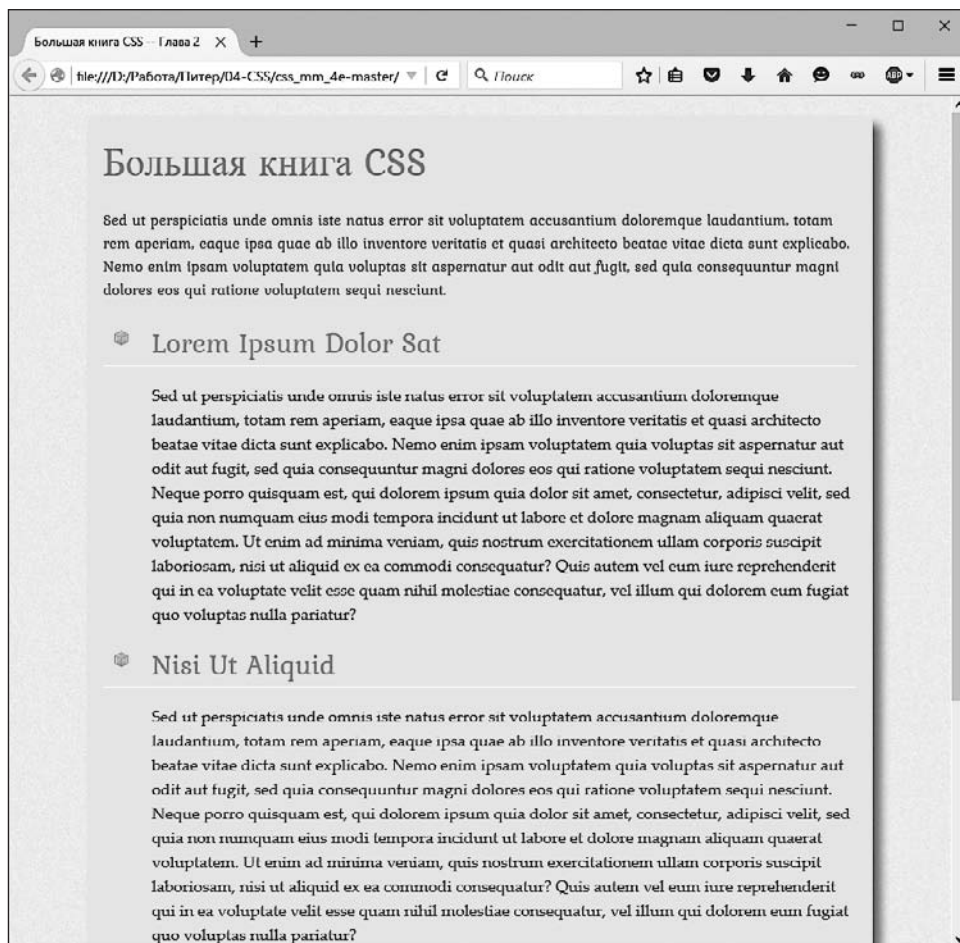 Большая книга CSS -- Глава 2
file:///D:/Работа/Питер/04-CSS/css_mm_4e-master/
Поиск
ABP
Большая книга CSS
Sed ut perspiciatis unde omnis iste natus error sit voluptatem accusantium doloremque laudantium, totam
rem aperiam, eaque ipsa quae ab illo inventore veritatis et quasi architecto beatae vitae dicta sunt explicabo.
Nemo enim ipsam voluptatem quia voluptas sit aspernatur aut odit aut fugit, sed quia consequuntur magni
dolores eos qui ratione voluptatem sequi nesciunt.
Lorem Ipsum Dolor Sat
Sed ut perspiciatis unde omnis iste natus error sit voluptatem accusantium doloremque
laudantium, totam rem aperiam, eaque ipsa quae ab illo inventore veritatis et quasi architecto
beatae vitae dicta sunt explicabo. Nemo enim ipsam voluptatem quia voluptas sit aspernatur aut
odit aut fugit, sed quia consequuntur magni dolores eos qui ratione voluptatem sequi nesciunt.
Neque porro quisquam est, qui dolorem ipsum quia dolor sit amet, consectetur, adipisci velit, sed
quia non numquam eius modi tempora incidunt ut labore et dolore magnam aliquam quaerat
voluptatem. Ut enim ad minima veniam, quis nostrum exercitationem ullam corporis suscipit
laboriosam, nisi ut aliquid ex ea commodi consequatur? Quis autem vel eum iure reprehenderit
qui in ea voluptate velit esse quam nihil molestiae consequatur, vel illum qui dolorem eum fugiat
quo voluptas nulla pariatur?
Nisi Ut Aliquid
Sed ut perspiciatis unde omnis iste natus error sit voluptatem accusantium doloremque
laudantium, totam rem aperiam, eaque ipsa quae ab illo inventore veritatis et quasi architecto
beatae vitae dicta sunt explicabo. Nemo enim ipsam voluptatem quia voluptas sit aspernatur aut
odit aut fugit, sed quia consequuntur magni dolores eos qui ratione voluptatem sequi nesciunt.
Neque porro quisquam est, qui dolorem ipsum quia dolor sit amet, consectetur, adipisci velit, sed
quia non numquam eius modi tempora incidunt ut labore et dolore magnam aliquam quaerat
voluptatem. Ut enim ad minima veniam, quis nostrum exercitationem ullam corporis suscipit
laboriosam, nisi ut aliquid ex ea commodi consequatur? Quis autem vel eum iure reprehenderit
qui in ea voluptate velit esse quam nihil molestiae consequatur, vel illum qui dolorem eum fugiat
quo voluptas nulla pariatur?